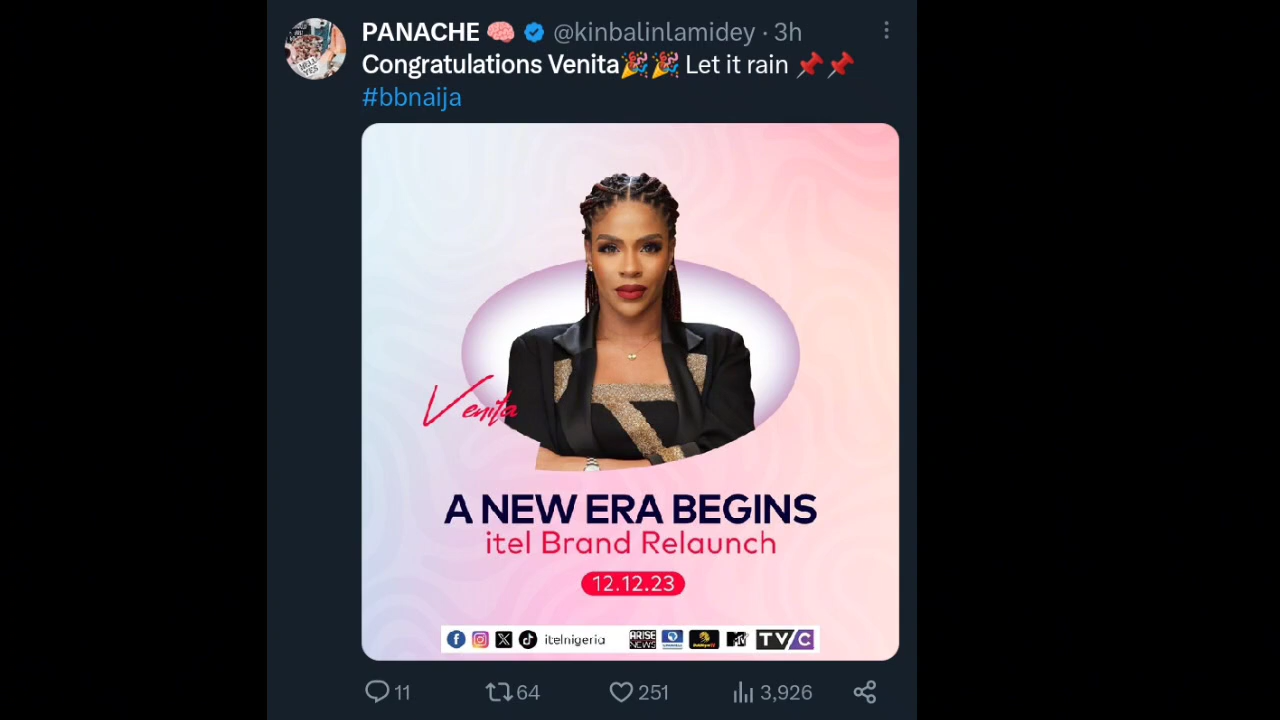 PANACHE 🧠 @kinbalinlamidey · 3h
Congratulations Venita🎉🎉 Let it rain 📌📌
#bbnaija
Venita
A NEW ERA BEGINS
itel Brand Relaunch
12.12.23
itelnigeria ARISE NEWS MTV TVC
11 64 251 3,926